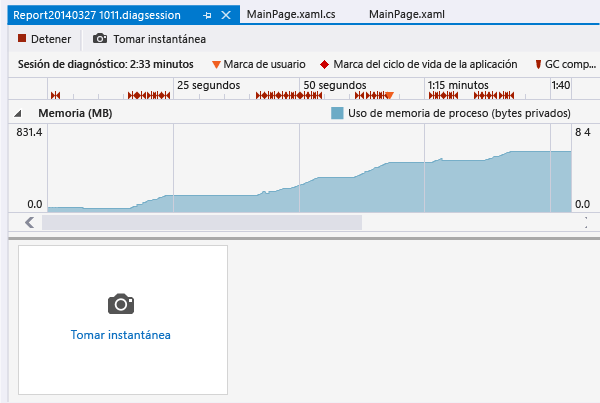 Report20140327 1011.diagsession MainPage.xaml.cs MainPage.xaml
Detener Tomar instantánea
Sesión de diagnóstico: 2:33 minutos Marca de usuario Marca del ciclo de vida de la aplicación GC comp...
25 segundos 50 segundos 1:15 minutos 1:40
Memoria (MB) Uso de memoria de proceso (bytes privados)
831.4 8 4
0.0 0.0
Tomar instantánea